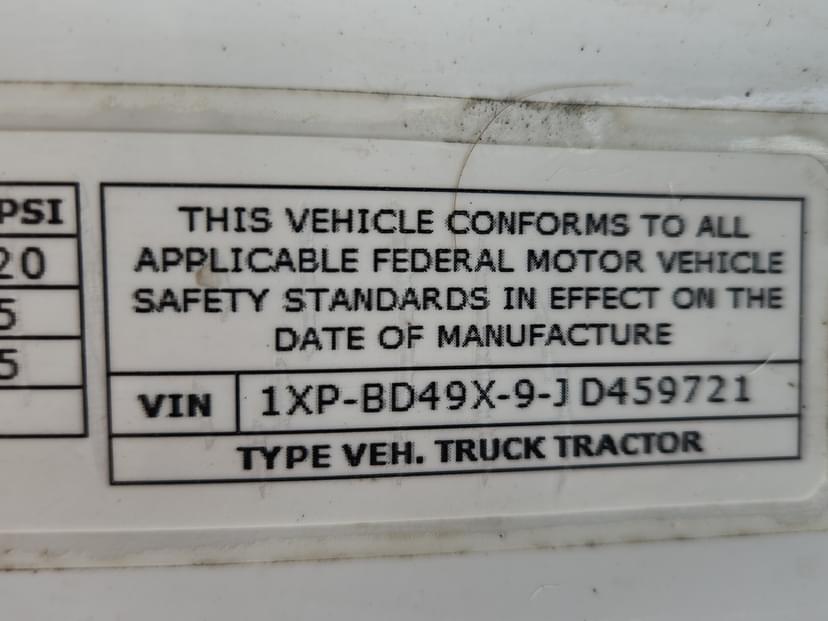 PSI
20
5
5
THIS VEHICLE CONFORMS TO ALL
APPLICABLE FEDERAL MOTOR VEHICLE
SAFETY STANDARDS IN EFFECT ON THE
DATE OF MANUFACTURE
VIN 1XP-BD49X-9-JD459721
TYPE VEH. TRUCK TRACTOR